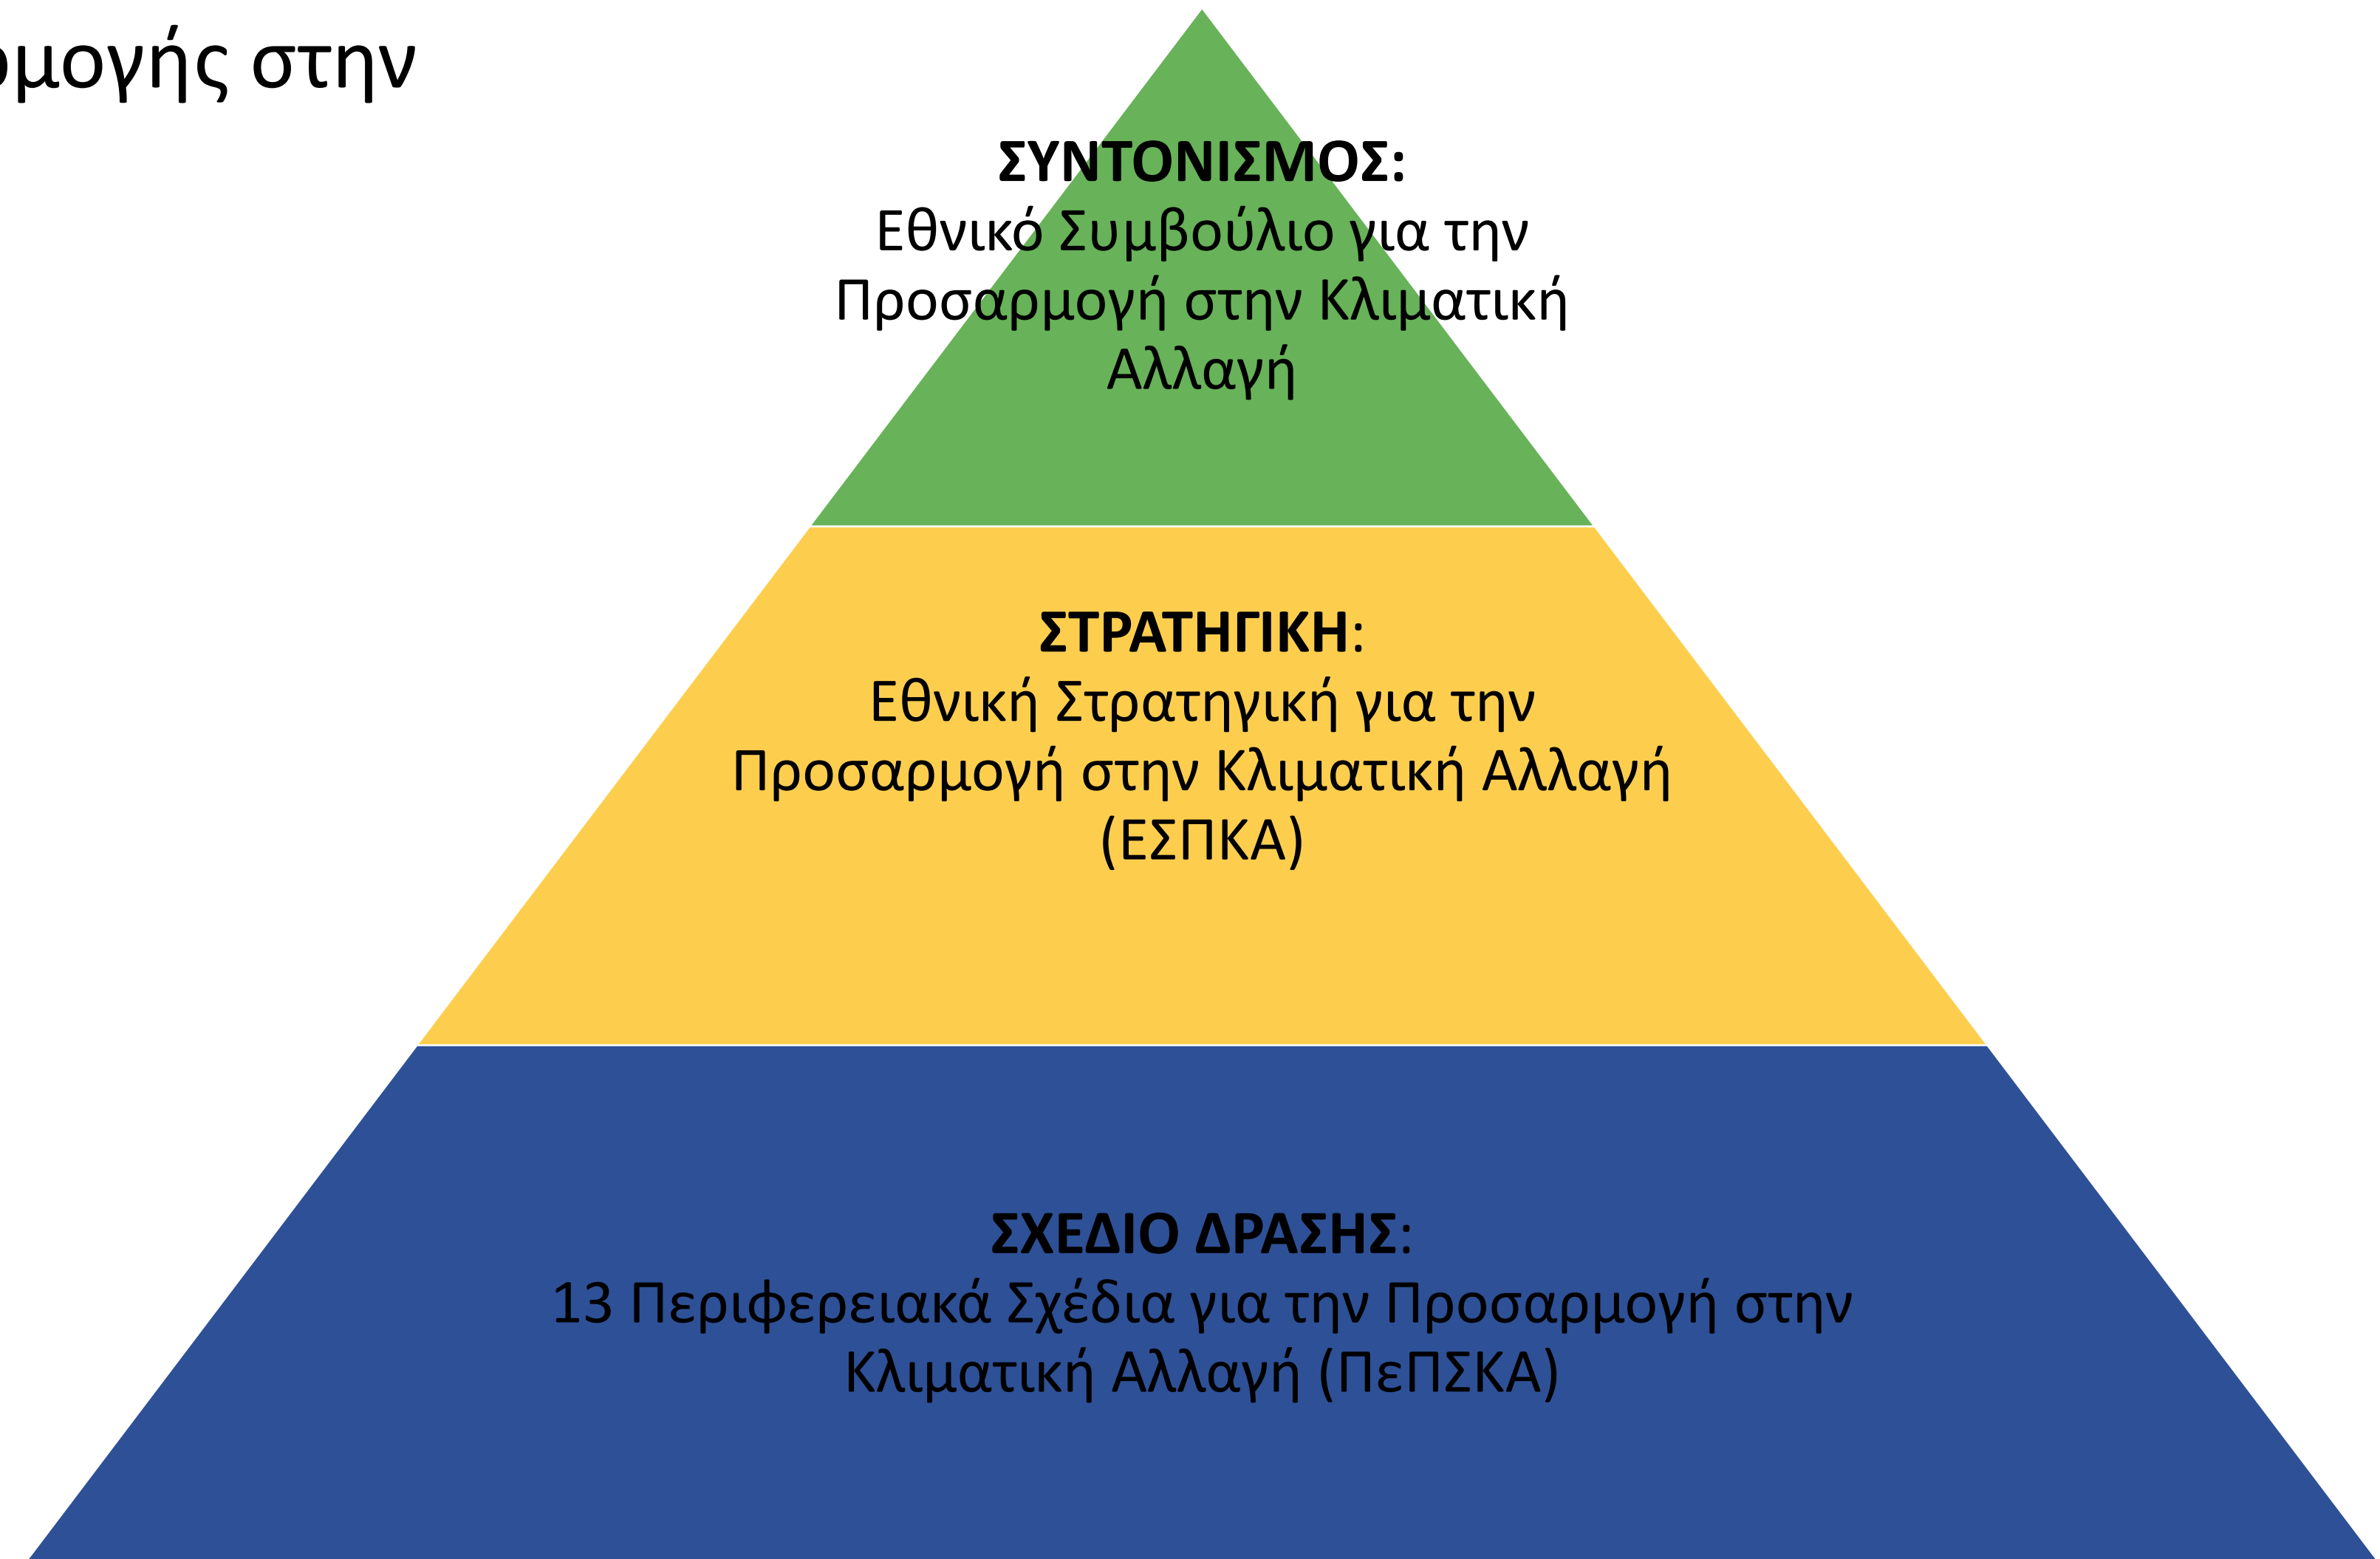 στην
ΣΥΝΤΟΝΙΣΜΟΣ:
Εθνικό Συμβούλιο για την
Προσαρμογή στην Κλιματική
Αλλαγή
ΣΤΡΑΤΗΓΙΚΗ:
Εθνική Στρατηγική για την
Προσαρμογή στην Κλιματική Αλλαγή
(ΕΣΠΚΑ)
ΣΧΕΔΙΟ ΔΡΑΣΗΣ:
13 Περιφερειακά Σχέδια για την Προσαρμογή στην
Κλιματική Αλλαγή (ΠεΠΣΚΑ)